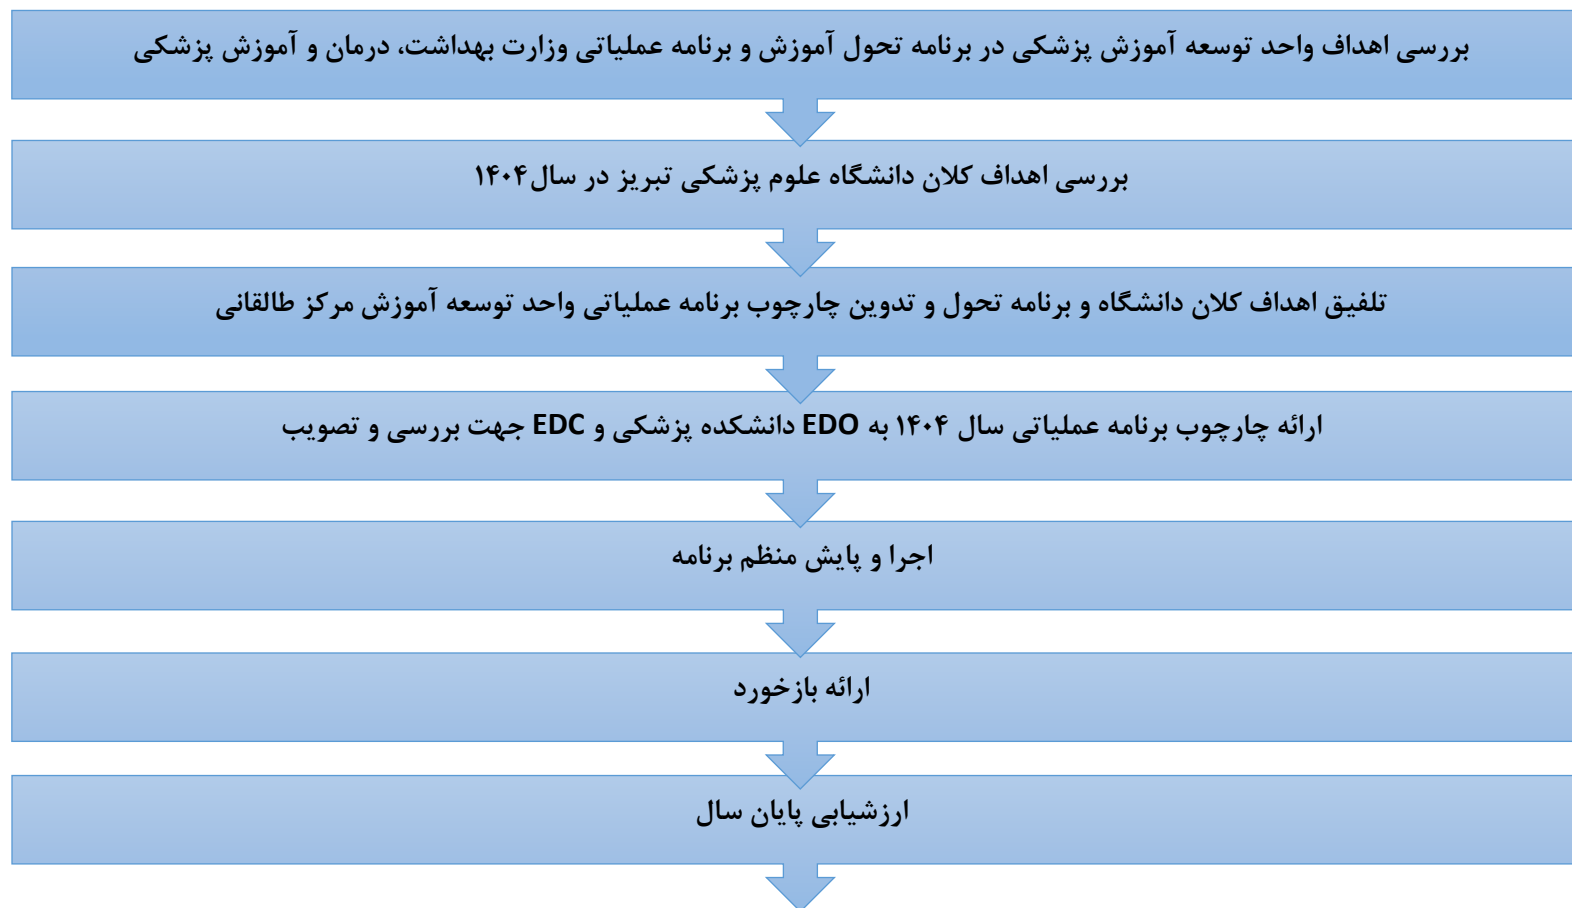 بررسی اهداف واحد توسعه آموزش پزشکی در برنامه تحول آموزش و برنامه عملیاتی وزارت بهداشت، درمان و آموزش پزشکی
بررسی اهداف کلان دانشگاه علوم پزشکی تبریز در سال۱۴۰۴
تلفیق اهداف کلان دانشگاه و برنامه تحول و تدوین چارچوب برنامه عملیاتی واحد توسعه آموزش مرکز طالقانی
ارائه چارچوب برنامه عملیاتی سال ۱۴۰۴ به EDO دانشکده پزشکی و EDC جهت بررسی و تصویب
اجرا و پایش منظم برنامه
ارائه بازخورد
ارزشیابی پایان سال